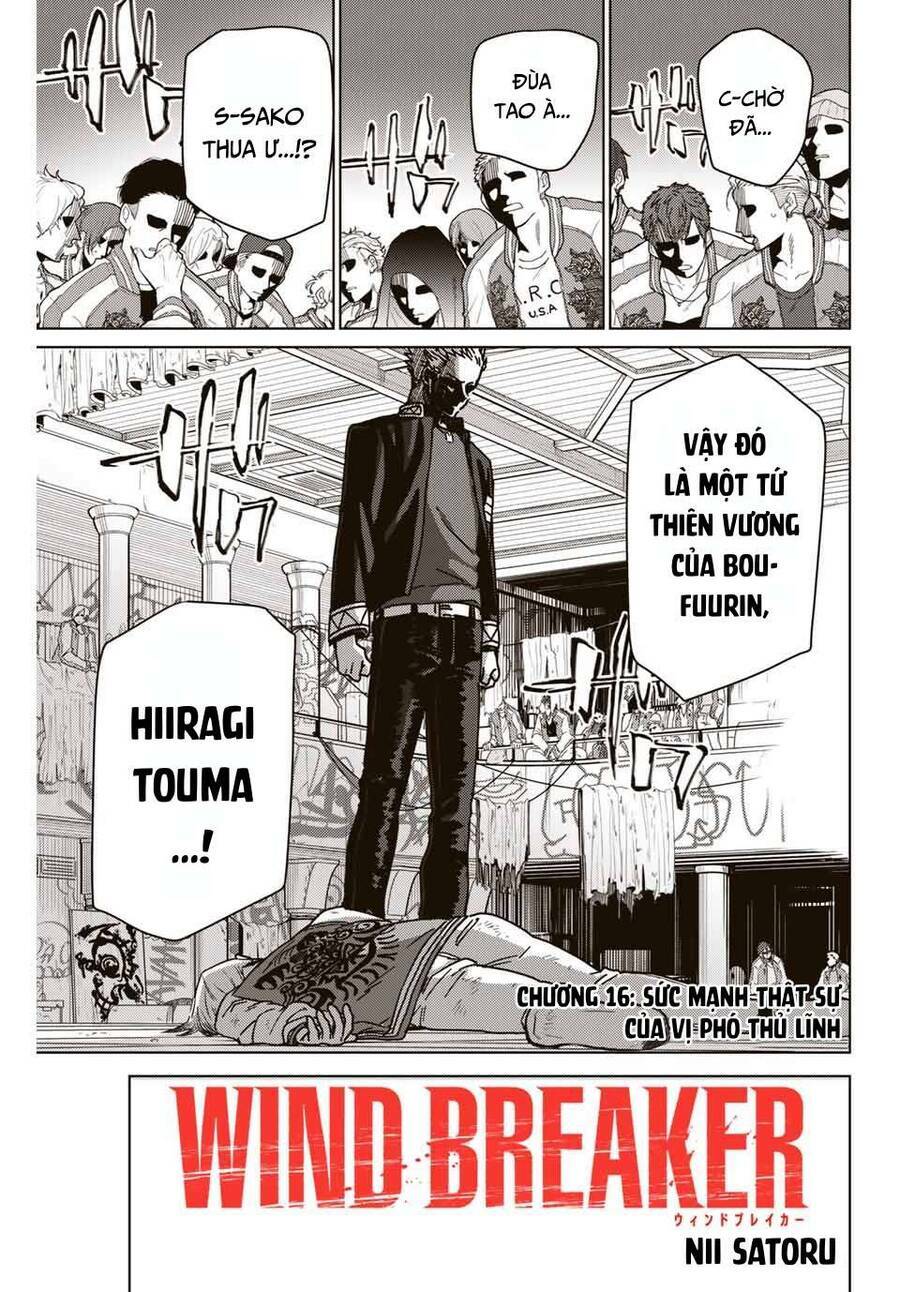 C-CHỜ
ĐÃ...
ĐÙA
TAO À...
S-SAKO
THUA Ư...!?
A.R.C
U.S.A
VẬY ĐÓ
LÀ MỘT TỨ
THIÊN VƯƠNG
CỦA BOU-
FUURIN,
HIIRAGI
TOUMA
...!
CHƯƠNG 16: SỨC MẠNH THẬT SỰ
CỦA VỊ PHÓ THỦ LĨNH
WIND BREAKER
ウィンドブレイカー
NII SATORU